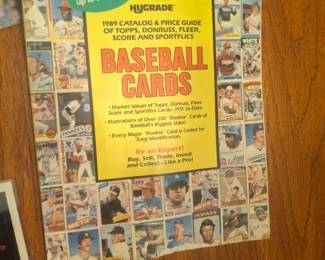 HYGRADE
1989 CATALOG & PRICE GUIDE
OF TOPPS, DONRUSS, FLEER,
SCORE AND SPORTFLICS
BASEBALL
CARDS
• Market Values of Topps, Donruss, Fleer,
Score and Sportflics Cards—1951 to Date.
• Illustrations of Over 200 "Rookie" Cards of
Baseball's Biggest Stars!
• Every Major "Rookie" Card is Coded for
Easy Identification.
Be an Expert!
Buy, Sell, Trade, Invest
and Collect—Like a Pro!
YANKEES
INDIANS